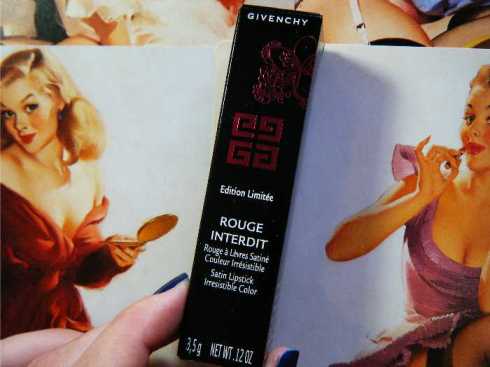 GIVENCHY
Edition Limitée
ROUGE
INTERDIT
Rouge à Lèvres Satiné
Couleur Irrésistible
Satin Lipstick
Irresistible Color
3,5g NET WT. .12 OZ